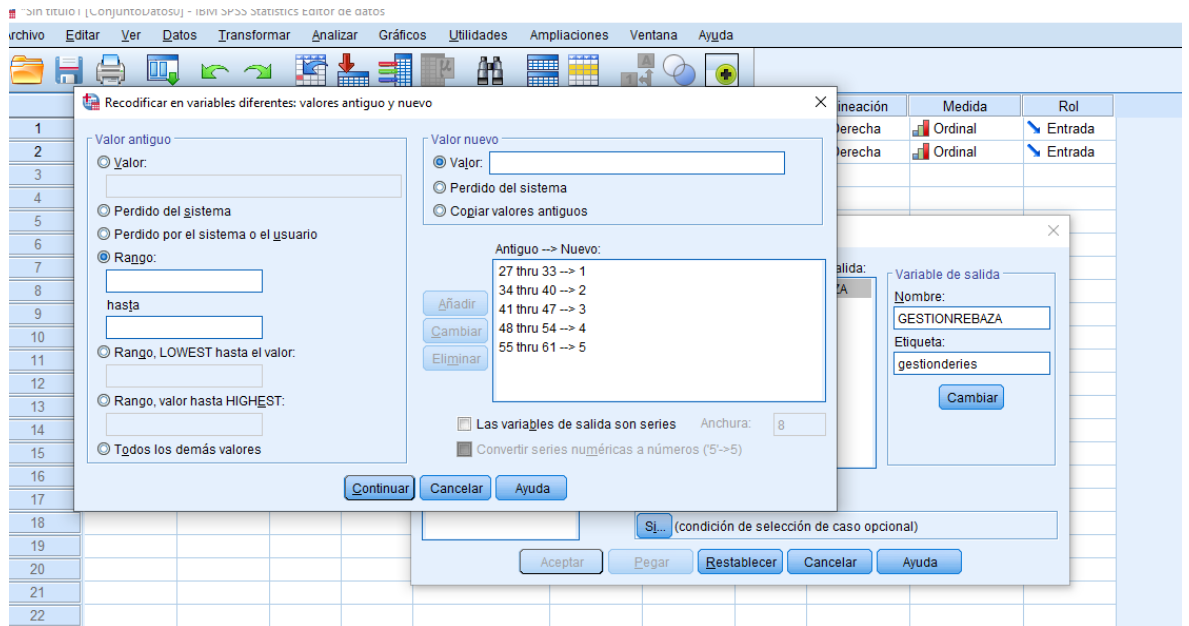 *Sin título1 [ConjuntoDatos0] - IBM SPSS Statistics Editor de datos
Archivo Editar Ver Datos Transformar Analizar Gráficos Utilidades Ampliaciones Ventana Ayuda
Recodificar en variables diferentes: valores antiguo y nuevo
Valor antiguo
Valor:
Perdido del sistema
Perdido por el sistema o el usuario
Rango:
hasta
Rango, LOWEST hasta el valor:
Rango, valor hasta HIGHEST:
Todos los demás valores
Valor nuevo
Valor:
Perdido del sistema
Copiar valores antiguos
Antiguo --> Nuevo:
27 thru 33 --> 1
34 thru 40 --> 2
41 thru 47 --> 3
48 thru 54 --> 4
55 thru 61 --> 5
Añadir
Cambiar
Eliminar
Las variables de salida son series Anchura: 8
Convertir series numéricas a números ('5'->5)
Continuar Cancelar Ayuda
ineación Medida Rol
1 erecha Ordinal Entrada
2 erecha Ordinal Entrada
3
4
5
6
7
8
9
10
11
12
13
14
15
16
17
18
19
20
21
22
alida:
ZA
Variable de salida
Nombre:
GESTIONREBAZA
Etiqueta:
gestionderies
Cambiar
Si... (condición de selección de caso opcional)
Aceptar Pegar Restablecer Cancelar Ayuda